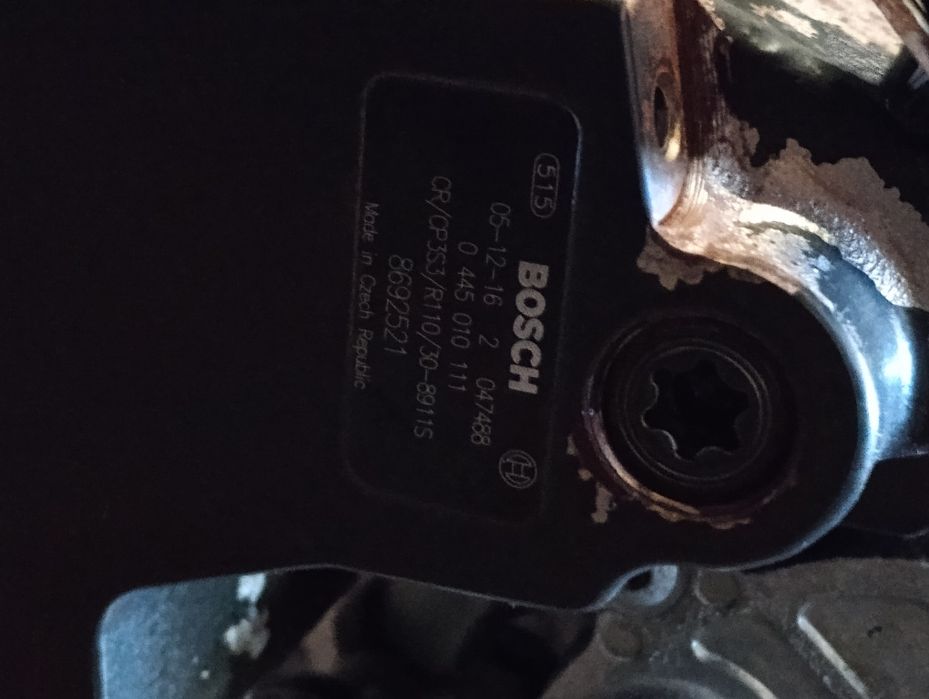 515
BOSCH
05-12-16 2 047488
0 445 010 111
CR/CP3S3/R110/30-8911S
8692521
Made in Czech Republic